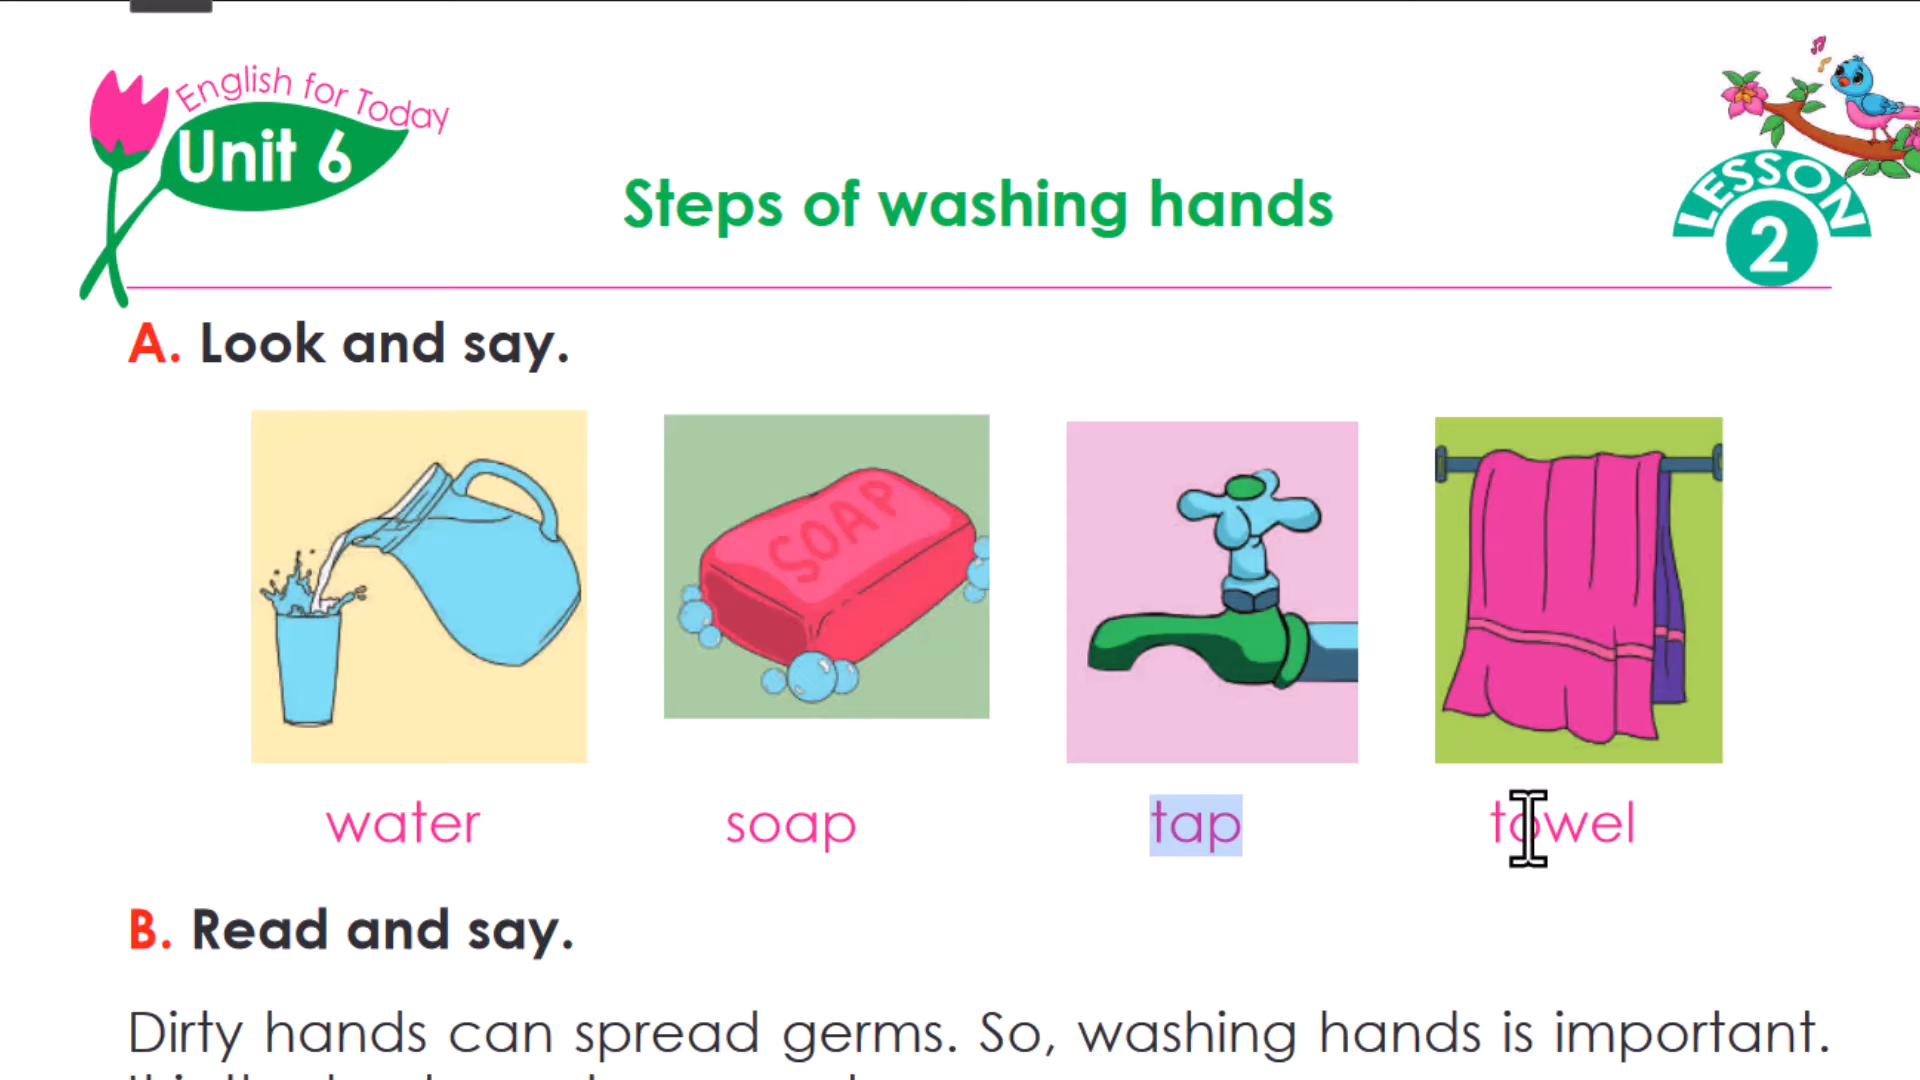 English for Today
Unit 6
LESSON
2
Steps of washing hands
A. Look and say.
SOAP
water
soap
tap
towel
B. Read and say.
Dirty hands can spread germs. So, washing hands is important.